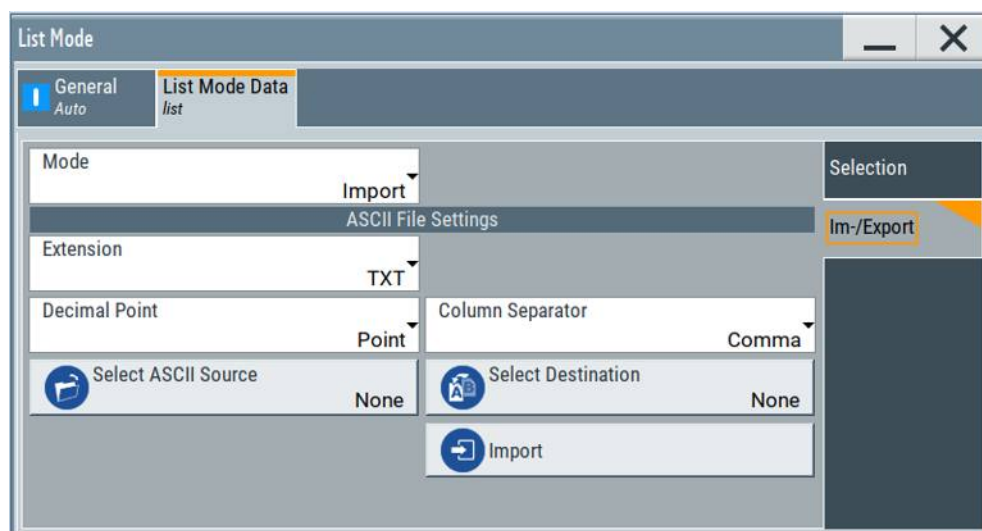 List Mode
General
Auto
List Mode Data
list
Mode
Import
ASCII File Settings
Extension
TXT
Decimal Point
Point
Column Separator
Comma
Select ASCII Source
None
Select Destination
None
Import
Selection
Im-/Export